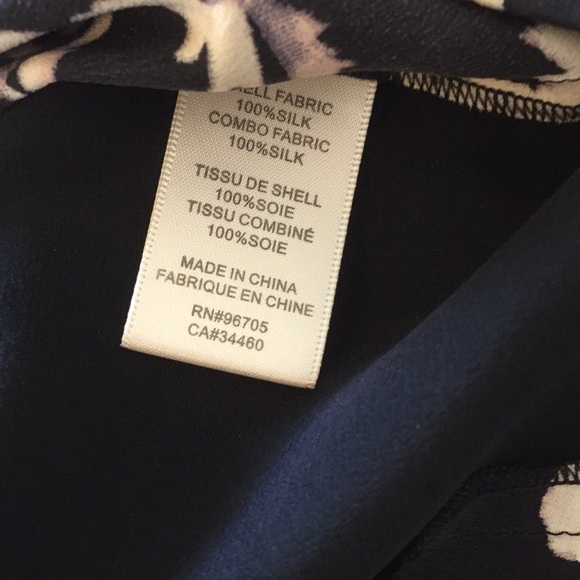 FABRIC
100%SILK
COMBO FABRIC
100%SILK
TISSU DE SHELL
100%SOIE
TISSU COMBINÉ
100%SOIE
MADE IN CHINA
FABRIQUE EN CHINE
RN#96705
CA#34460